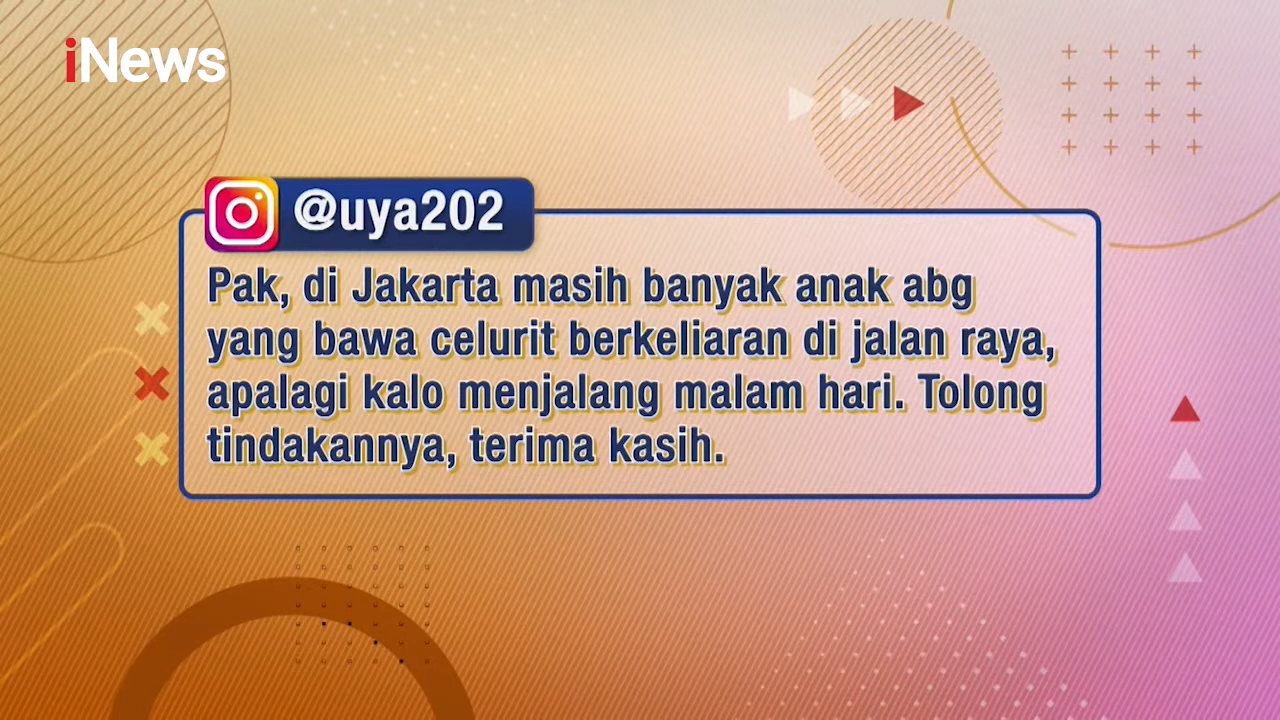 iNews
@uya202
Pak, di Jakarta masih banyak anak abg
yang bawa celurit berkeliaran di jalan raya,
apalagi kalo menjalang malam hari. Tolong
tindakannya, terima kasih.